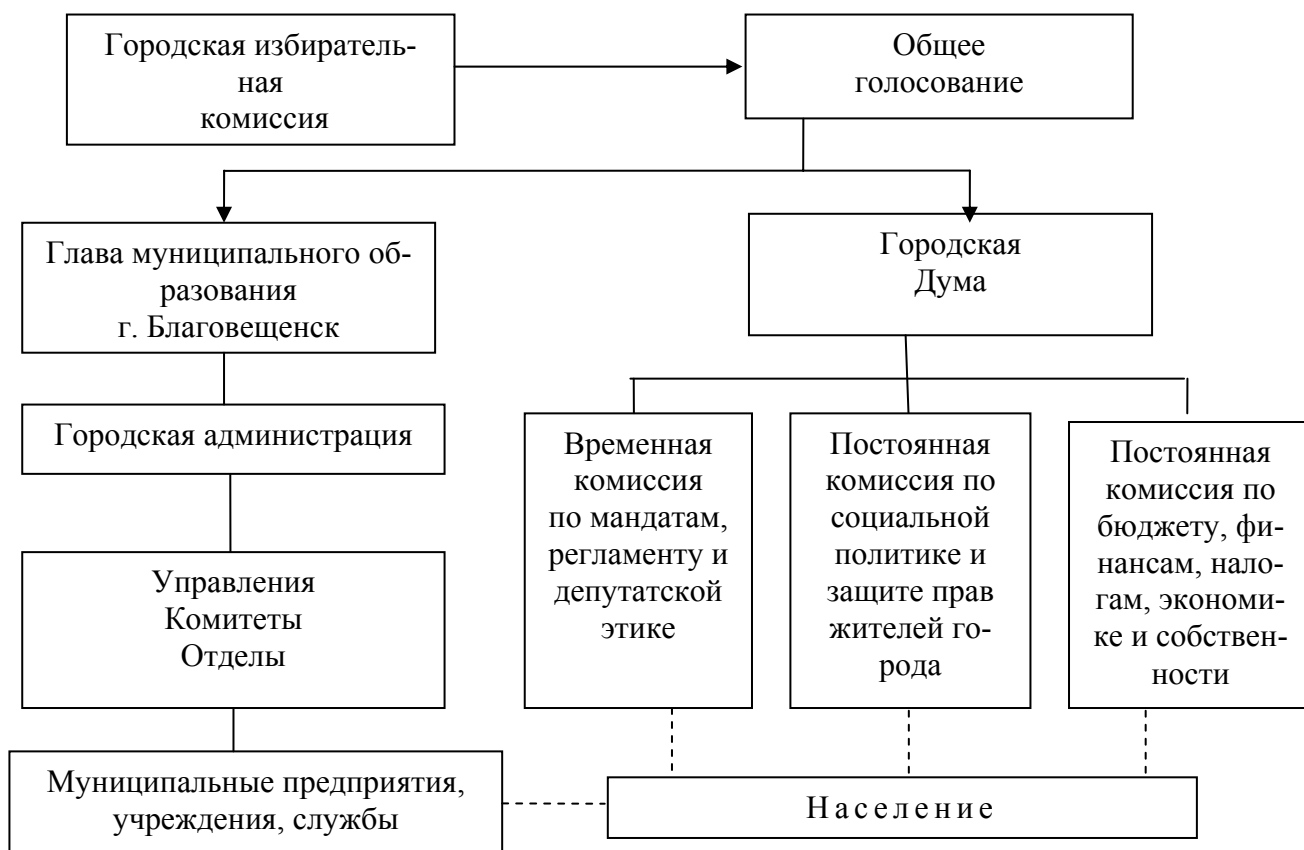 Городская избиратель-
ная
комиссия
Общее
голосование
Глава муниципального об-
разования
г. Благовещенск
Городская
Дума
Городская администрация
Временная
комиссия
по мандатам,
регламенту и
депутатской
этике
Постоянная
комиссия по
социальной
политике и
защите прав
жителей го-
рода
Постоянная
комиссия по
бюджету, фи-
нансам, нало-
гам, экономи-
ке и собствен-
ности
Управления
Комитеты
Отделы
Муниципальные предприятия,
учреждения, службы
Население